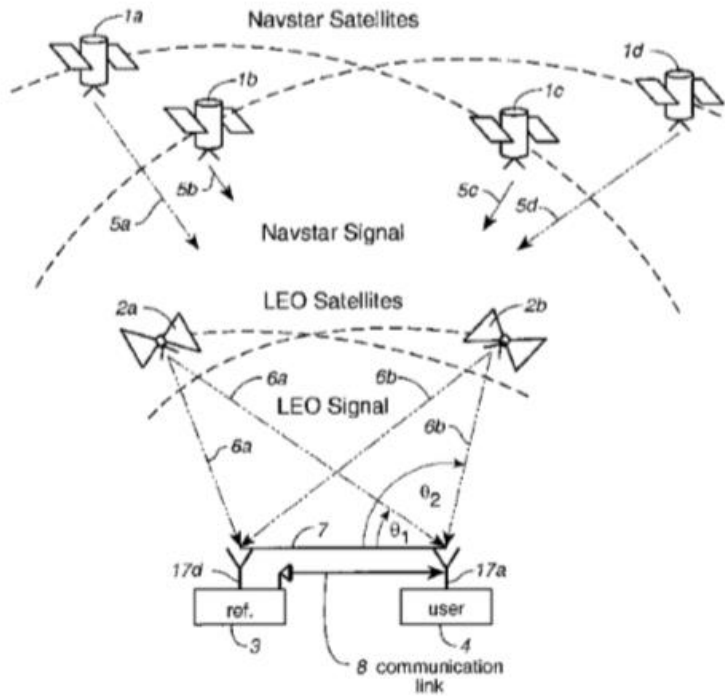 1a
Navstar Satellites
1b
1d
1c
5b
5c
5a
5d
Navstar Signal
2a
LEO Satellites
2b
6a
6b
LEO Signal
6a
6b
θ2
7
θ1
17d
17a
ref.
user
3
4
8 communication
link